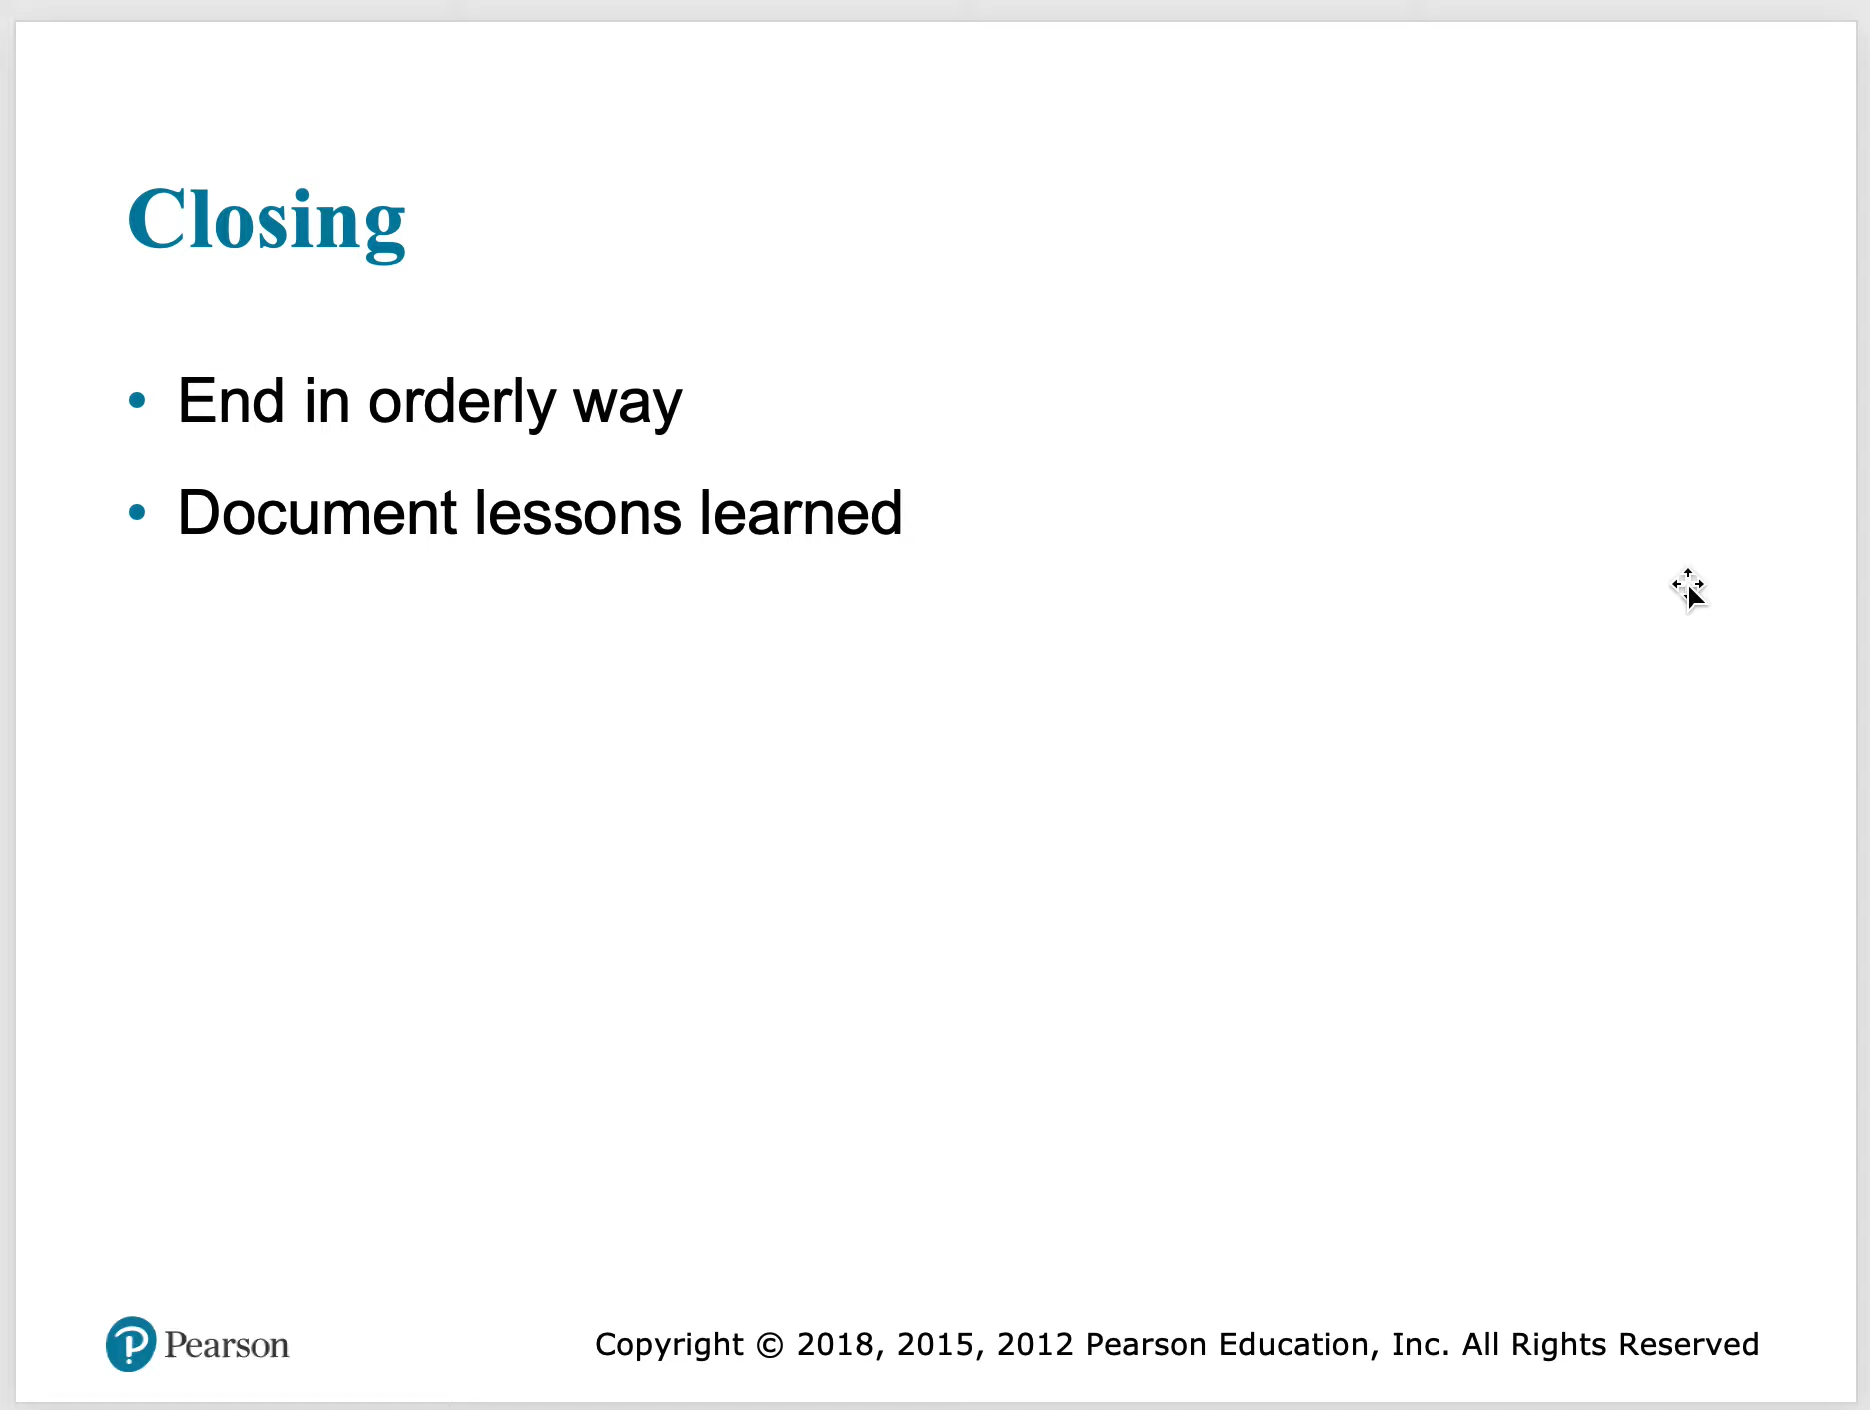 Closing
• End in orderly way
• Document lessons learned
Pearson
Copyright © 2018, 2015, 2012 Pearson Education, Inc. All Rights Reserved